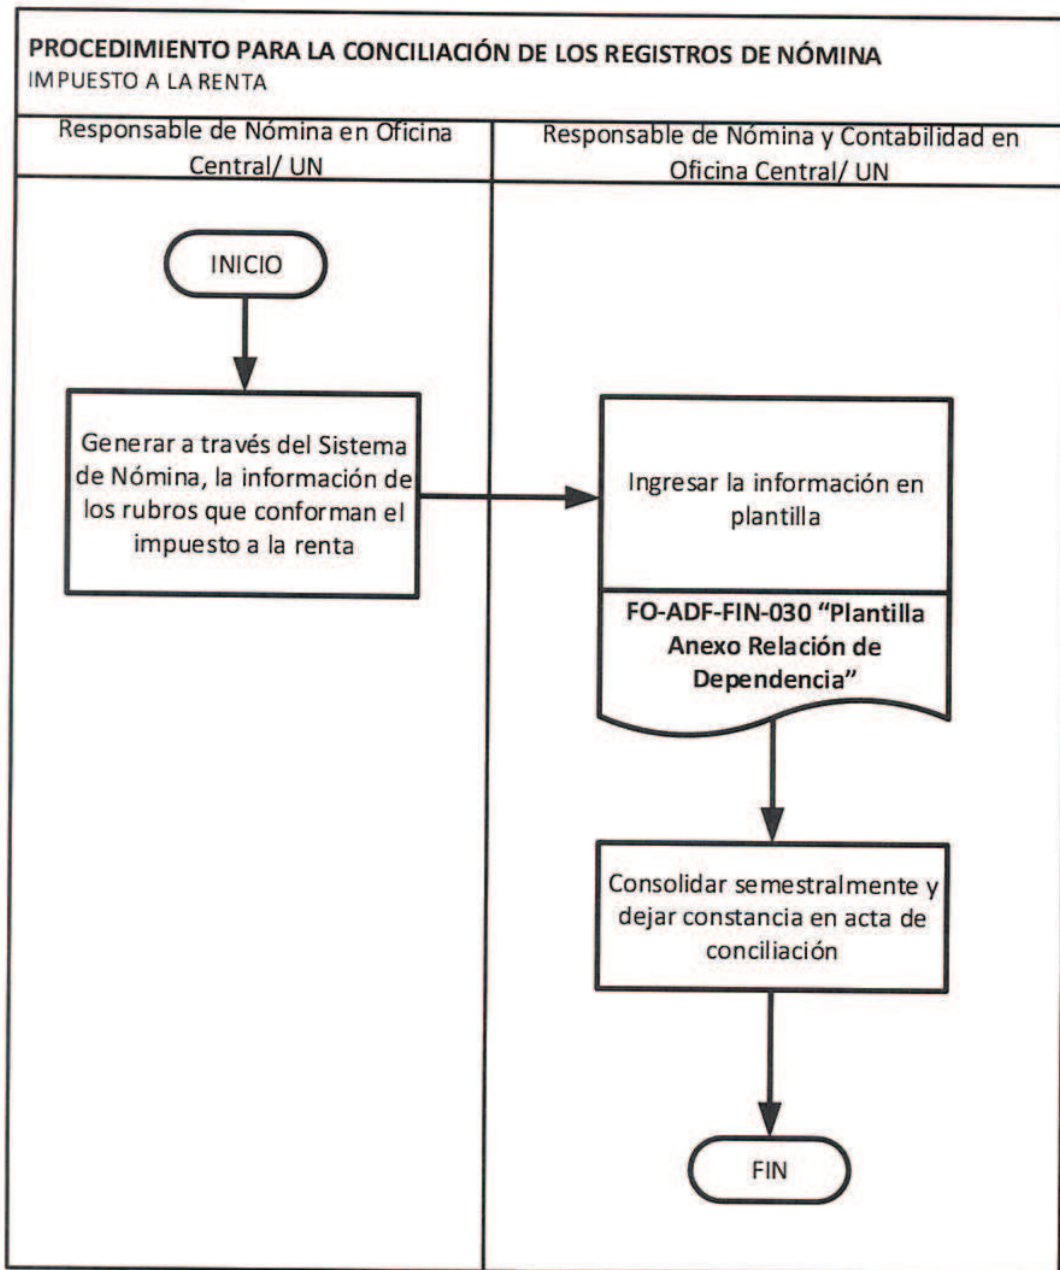 PROCEDIMIENTO PARA LA CONCILIACIÓN DE LOS REGISTROS DE NÓMINA
IMPUESTO A LA RENTA
Responsable de Nómina en Oficina
Central/ UN
Responsable de Nómina y Contabilidad en
Oficina Central/ UN
INICIO
Generar a través del Sistema
de Nómina, la información de
los rubros que conforman el
impuesto a la renta
Ingresar la información en
plantilla
FO-ADF-FIN-030 “Plantilla
Anexo Relación de
Dependencia”
Consolidar semestralmente y
dejar constancia en acta de
conciliación
FIN